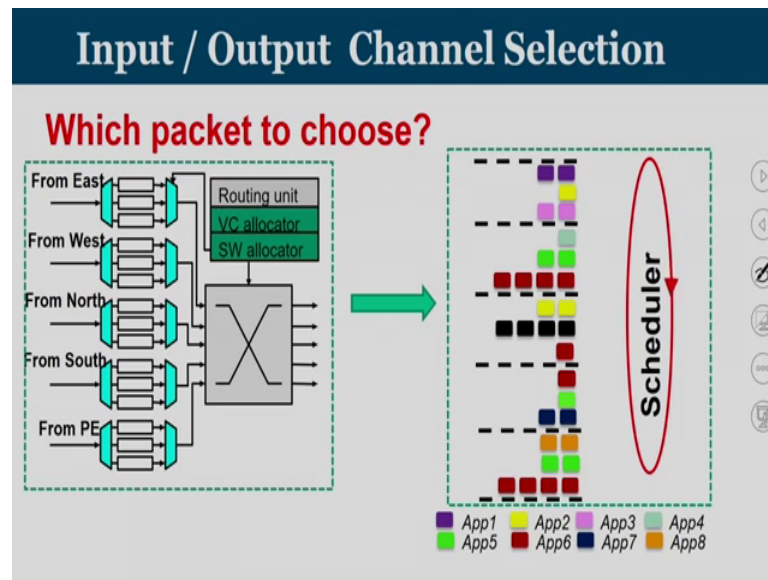 Input / Output Channel Selection
Which packet to choose?
From East
From West
From North
From South
From PE
Routing unit
VC allocator
SW allocator
Scheduler
App1 App2 App3 App4
App5 App6 App7 App8